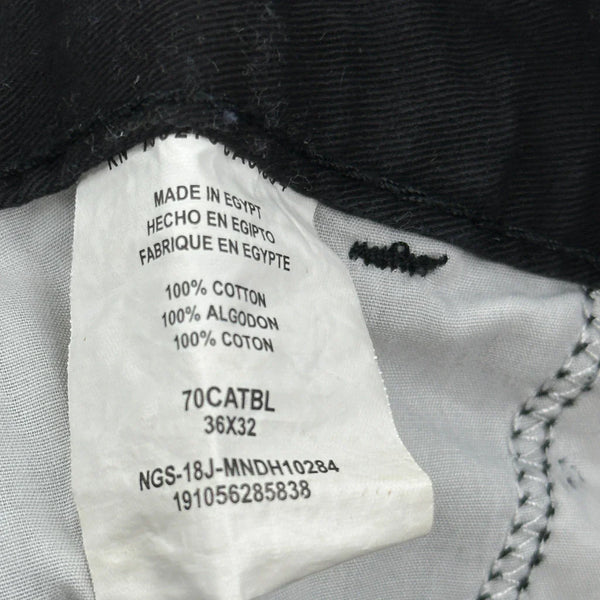 MADE IN EGYPT
HECHO EN EGIPTO
FABRIQUE EN EGYPTE
100% COTTON
100% ALGODON
100% COTON
70CATBL
36X32
NGS-18J-MNDH10284
191056285838